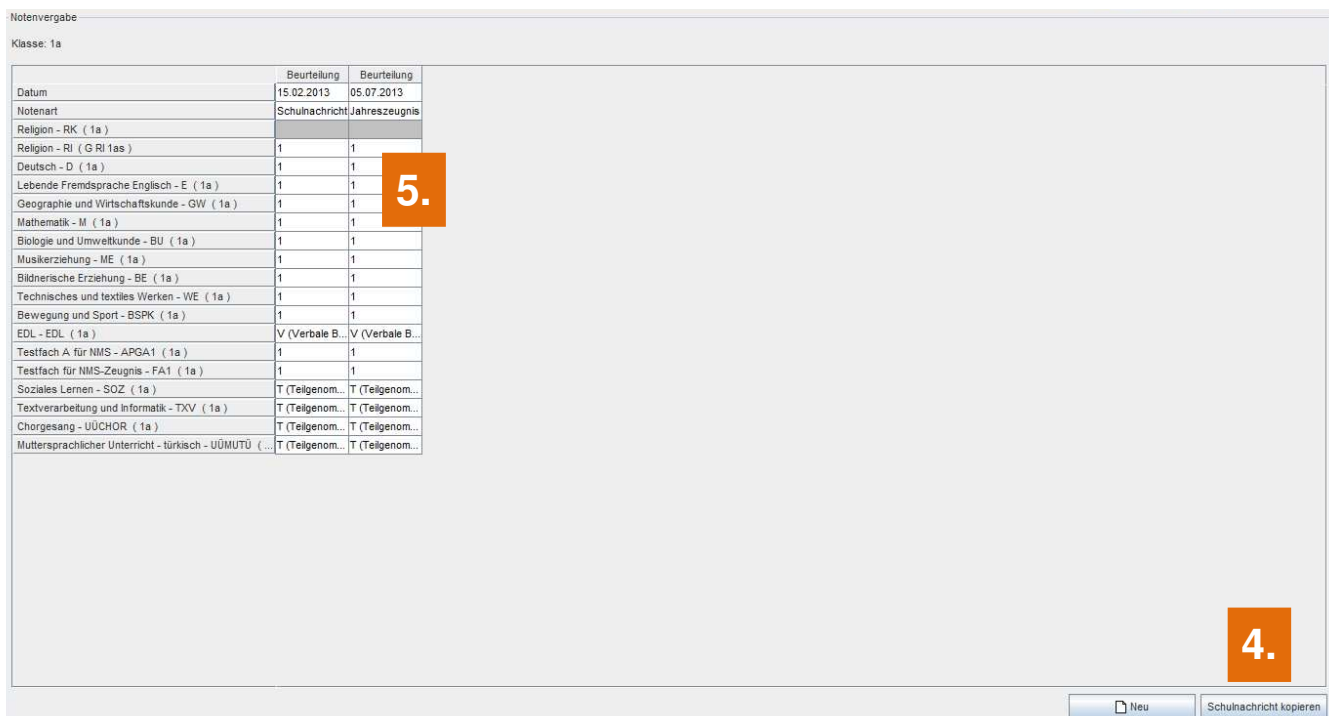 Notenvergabe
Klasse: 1a
Beurteilung Beurteilung
Datum 15.02.2013 05.07.2013
Notenart Schulnachricht Jahreszeugnis
Religion - RK ( 1a )
Religion - RI ( G RI 1as ) 1 1
Deutsch - D ( 1a ) 1 1
Lebende Fremdsprache Englisch - E ( 1a ) 1 1
5.
Geographie und Wirtschaftskunde - GW ( 1a ) 1 1
Mathematik - M ( 1a ) 1 1
Biologie und Umweltkunde - BU ( 1a ) 1 1
Musikerziehung - ME ( 1a ) 1 1
Bildnerische Erziehung - BE ( 1a ) 1 1
Technisches und textiles Werken - WE ( 1a ) 1 1
Bewegung und Sport - BSPK ( 1a ) 1 1
EDL - EDL ( 1a ) V (Verbale B... V (Verbale B...
Testfach A für NMS - APGA1 ( 1a ) 1 1
Testfach für NMS-Zeugnis - FA1 ( 1a ) 1 1
Soziales Lernen - SOZ ( 1a ) T (Teilgenom... T (Teilgenom...
Textverarbeitung und Informatik - TXV ( 1a ) T (Teilgenom... T (Teilgenom...
Chorgesang - UÜCHOR ( 1a ) T (Teilgenom... T (Teilgenom...
Muttersprachlicher Unterricht - türkisch - UÜMUTÜ ( ... T (Teilgenom... T (Teilgenom...
4.
Neu Schulnachricht kopieren